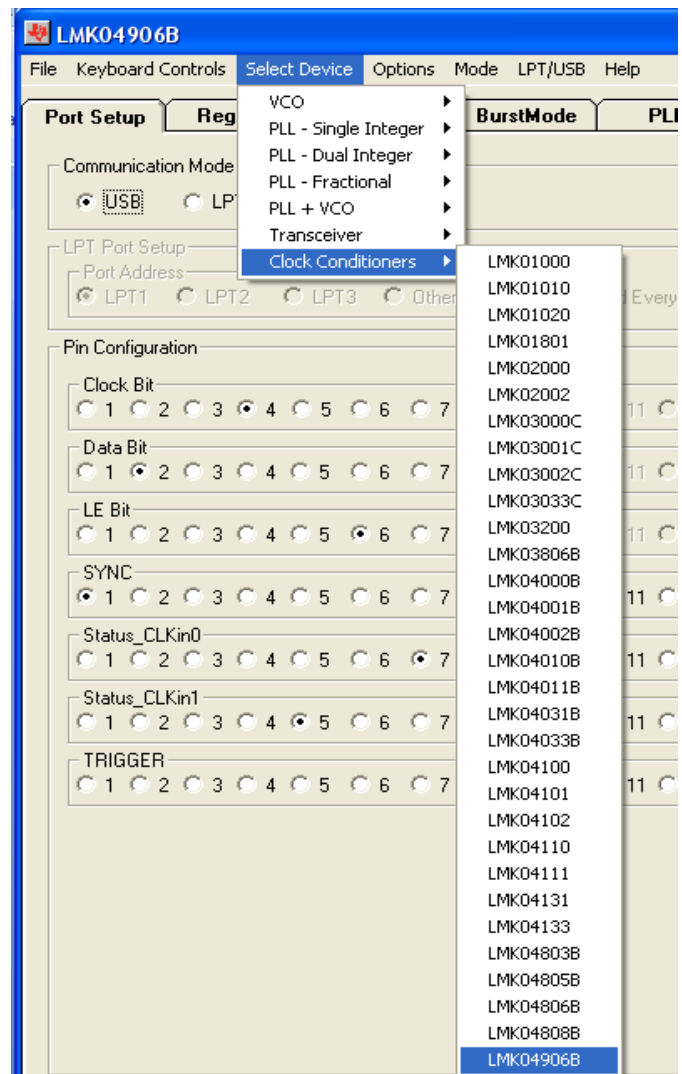 LMK04906B
File Keyboard Controls Select Device Options Mode LPT/USB Help
Port Setup Reg BurstMode PLL
VCO
PLL - Single Integer
PLL - Dual Integer
PLL - Fractional
PLL + VCO
Transceiver
Clock Conditioners
Communication Mode
USB LPT
LPT Port Setup
Port Address
LPT1 LPT2 LPT3 Other Every
Pin Configuration
Clock Bit
1 2 3 4 5 6 7 11
Data Bit
1 2 3 4 5 6 7 11
LE Bit
1 2 3 4 5 6 7 11
SYNC
1 2 3 4 5 6 7 11
Status_CLKin0
1 2 3 4 5 6 7 11
Status_CLKin1
1 2 3 4 5 6 7 11
TRIGGER
1 2 3 4 5 6 7 11
LMK01000
LMK01010
LMK01020
LMK01801
LMK02000
LMK02002
LMK03000C
LMK03001C
LMK03002C
LMK03033C
LMK03200
LMK03806B
LMK04000B
LMK04001B
LMK04002B
LMK04010B
LMK04011B
LMK04031B
LMK04033B
LMK04100
LMK04101
LMK04102
LMK04110
LMK04111
LMK04131
LMK04133
LMK04803B
LMK04805B
LMK04806B
LMK04808B
LMK04906B